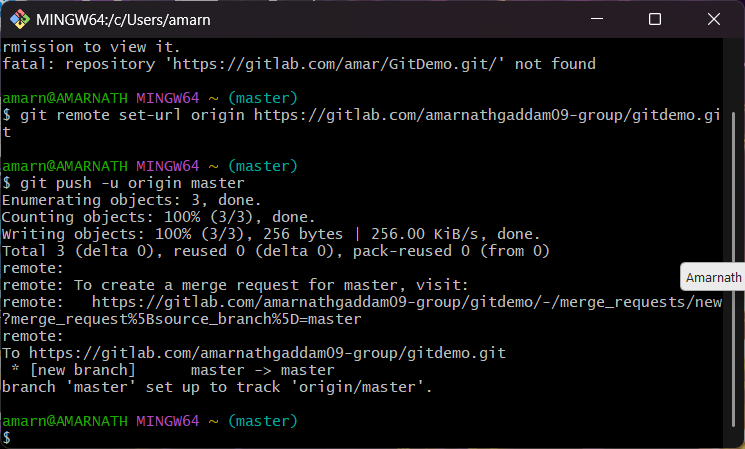 MINGW64:/c/Users/amarn
rmission to view it.
fatal: repository 'https://gitlab.com/amar/GitDemo.git/' not found
amarn@AMARNATH MINGW64 ~ (master)
$ git remote set-url origin https://gitlab.com/amarnathgaddam09-group/gitdemo.gi
t
amarn@AMARNATH MINGW64 ~ (master)
$ git push -u origin master
Enumerating objects: 3, done.
Counting objects: 100% (3/3), done.
Writing objects: 100% (3/3), 256 bytes | 256.00 KiB/s, done.
Total 3 (delta 0), reused 0 (delta 0), pack-reused 0 (from 0)
remote:
remote: To create a merge request for master, visit:
remote:   https://gitlab.com/amarnathgaddam09-group/gitdemo/-/merge_requests/new
?merge_request%5Bsource_branch%5D=master
remote:
To https://gitlab.com/amarnathgaddam09-group/gitdemo.git
 * [new branch]      master -> master
branch 'master' set up to track 'origin/master'.
amarn@AMARNATH MINGW64 ~ (master)
$
Amarnath